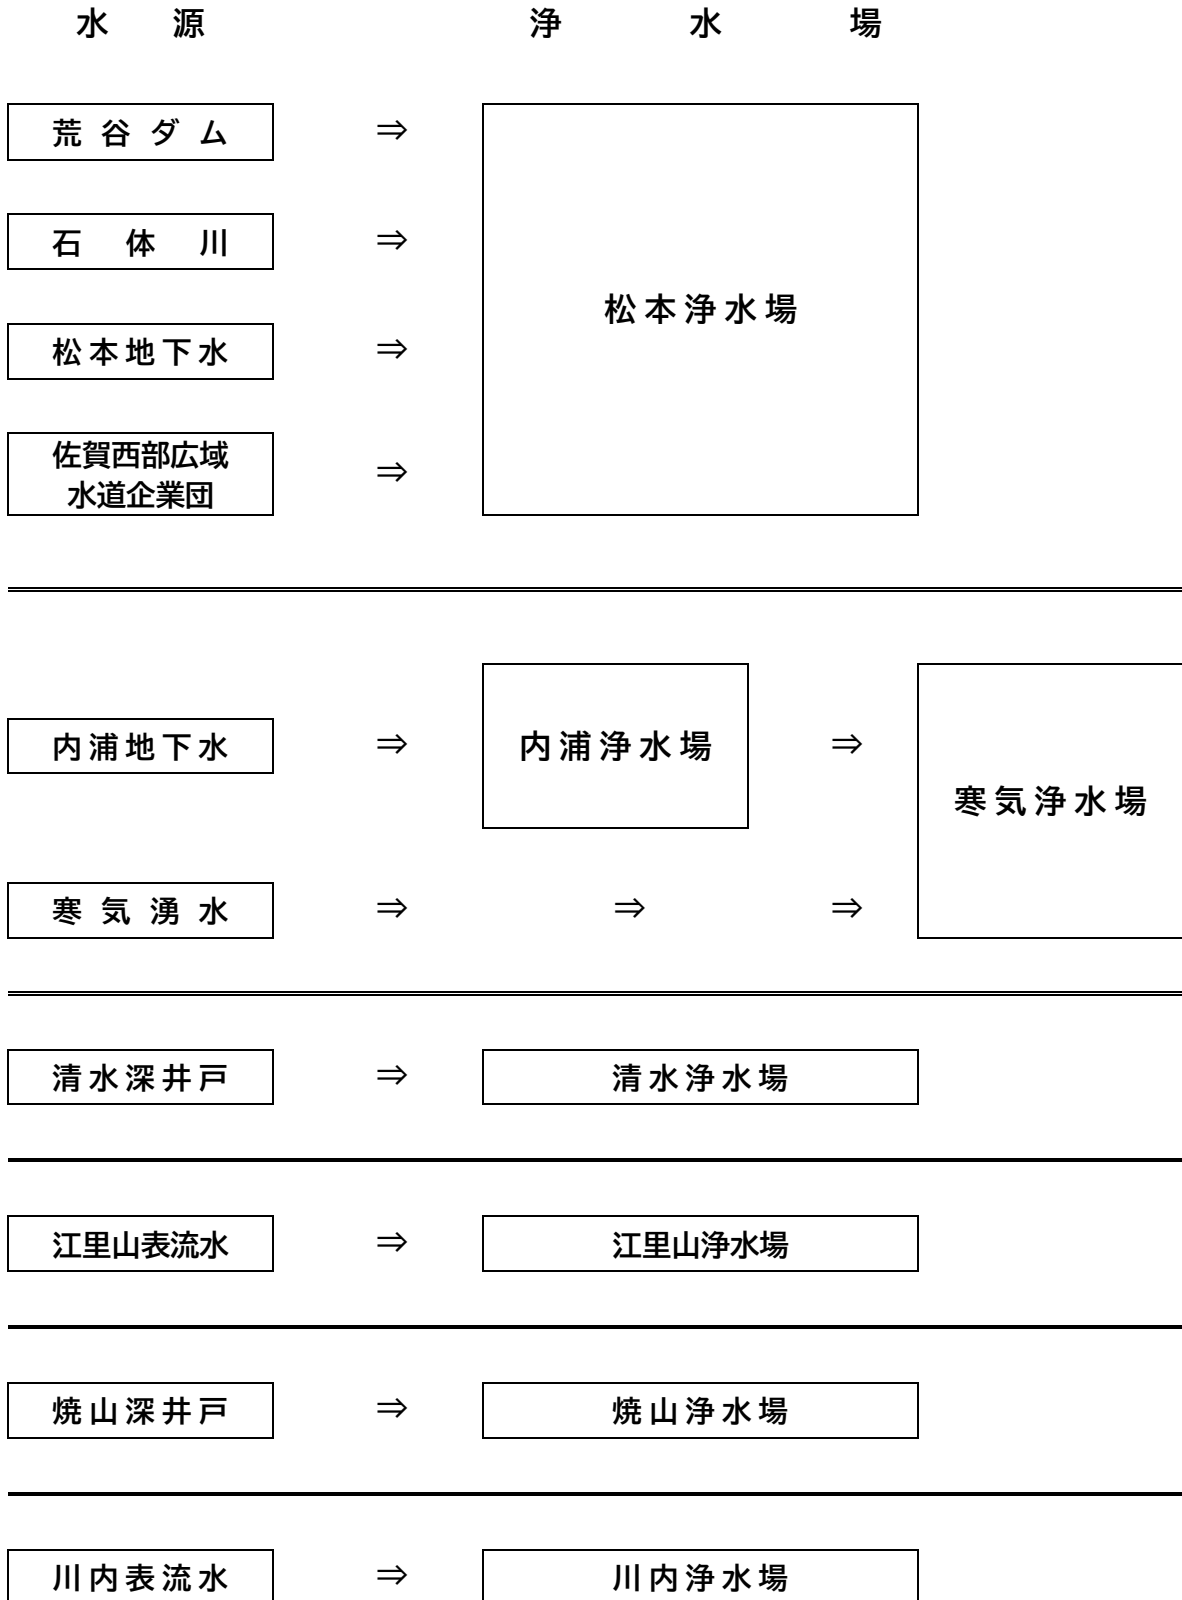 水源 浄水場
荒谷ダム ⇒
石体川 ⇒
松本浄水場
松本地下水 ⇒
佐賀西部広域
水道企業団
⇒
内浦地下水 ⇒ 内浦浄水場 ⇒
寒気浄水場
寒気湧水 ⇒ ⇒ ⇒
清水深井戸 ⇒ 清水浄水場
江里山表流水 ⇒ 江里山浄水場
焼山深井戸 ⇒ 焼山浄水場
川内表流水 ⇒ 川内浄水場